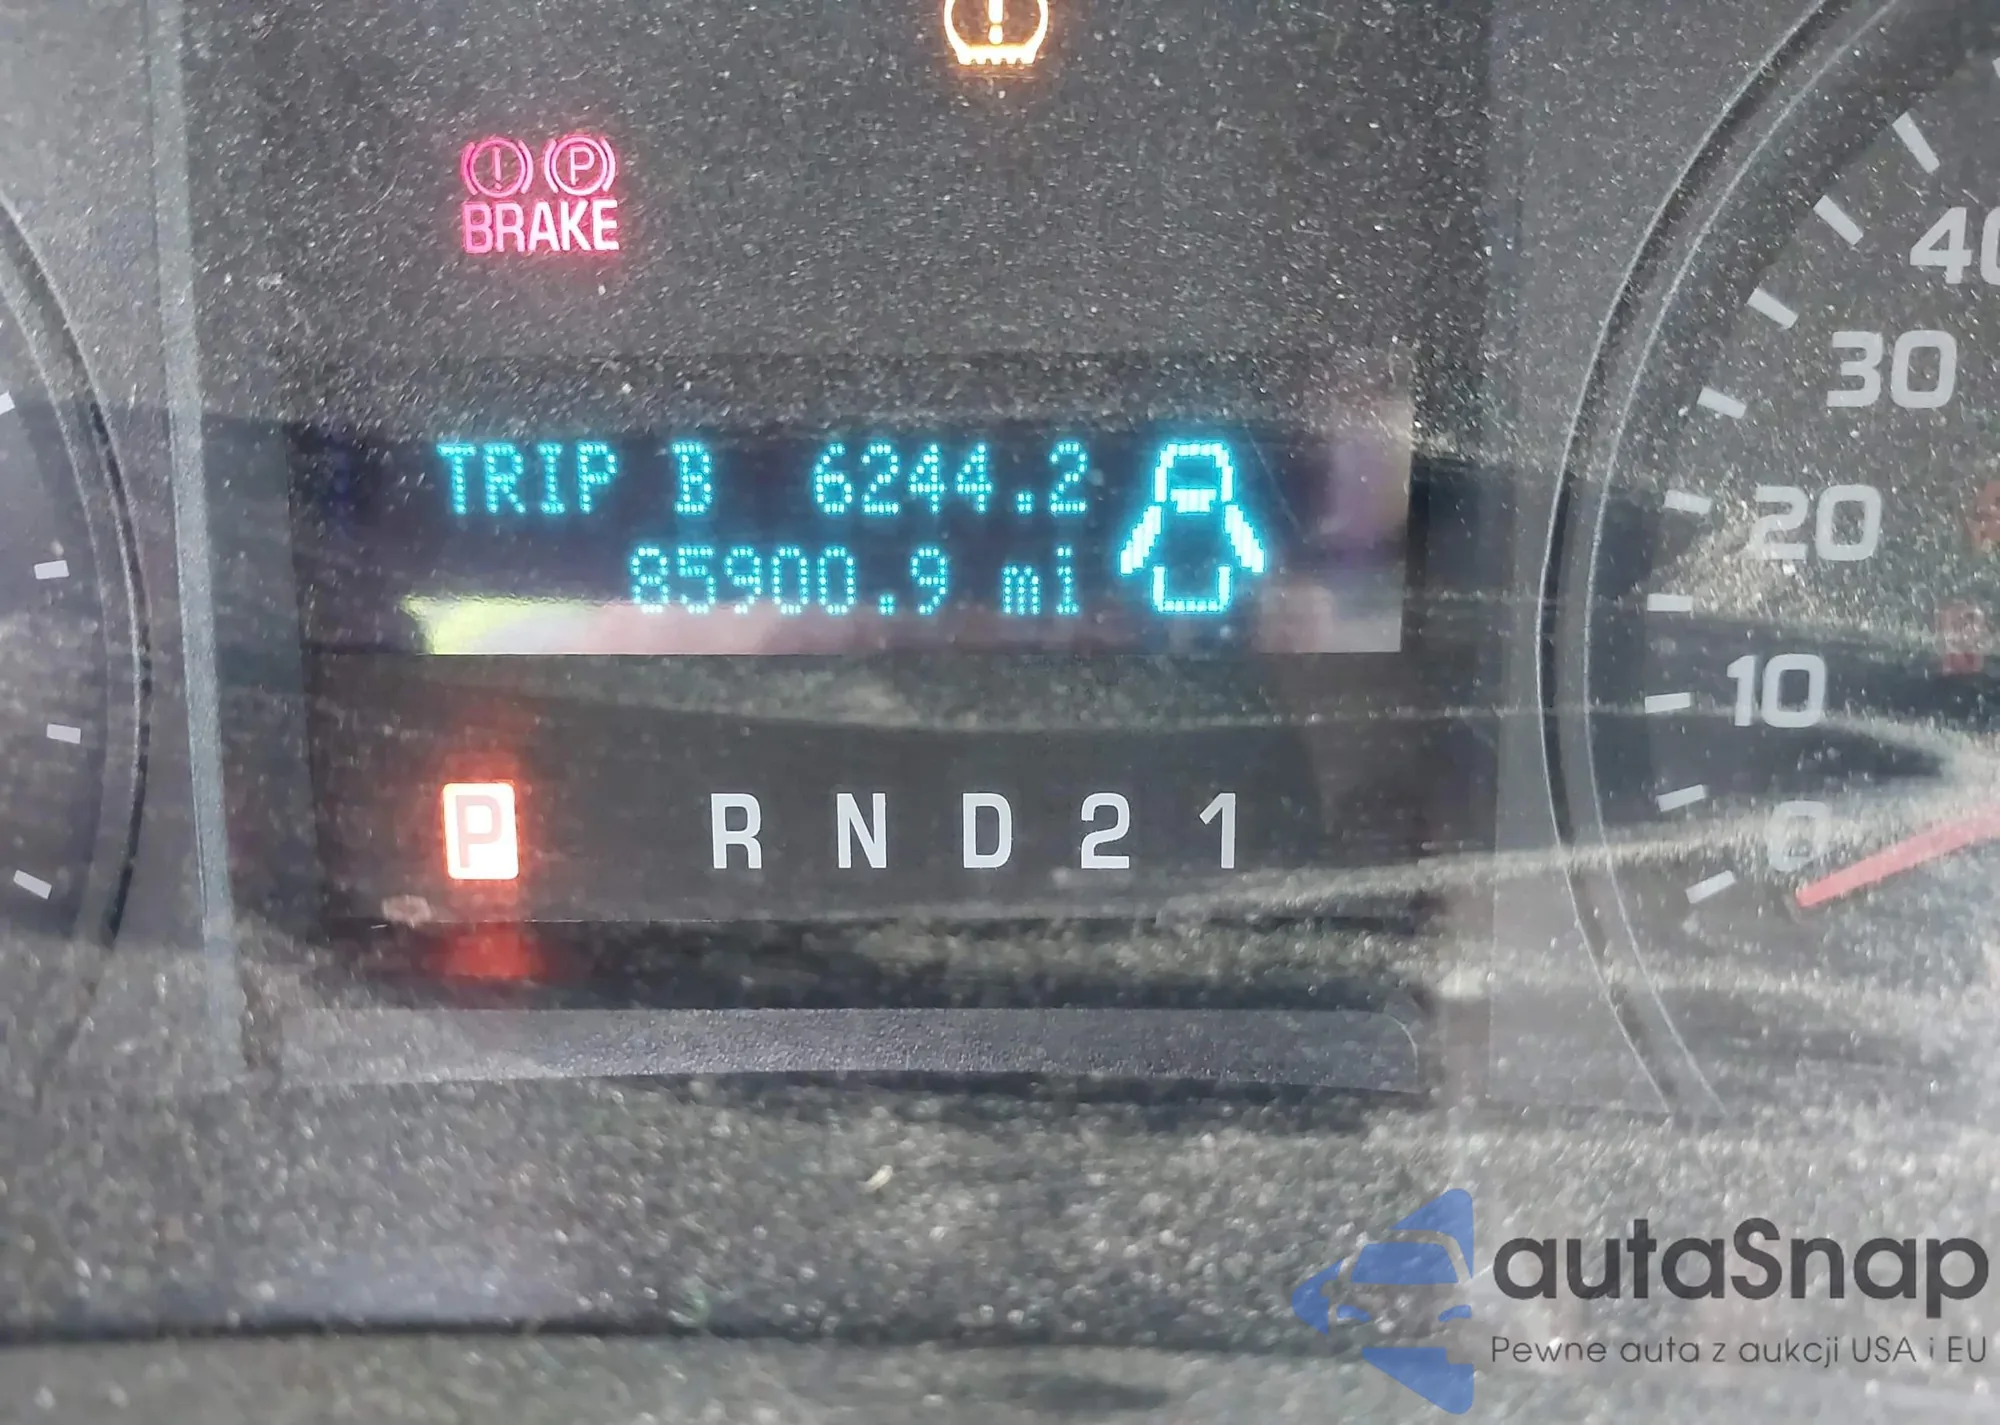 BRAKE
TRIP B 6244.2
85900.9 mi
P R N D 2 1
40
30
20
10
0
autaSnap
Pewne auta z aukcji USA i EU